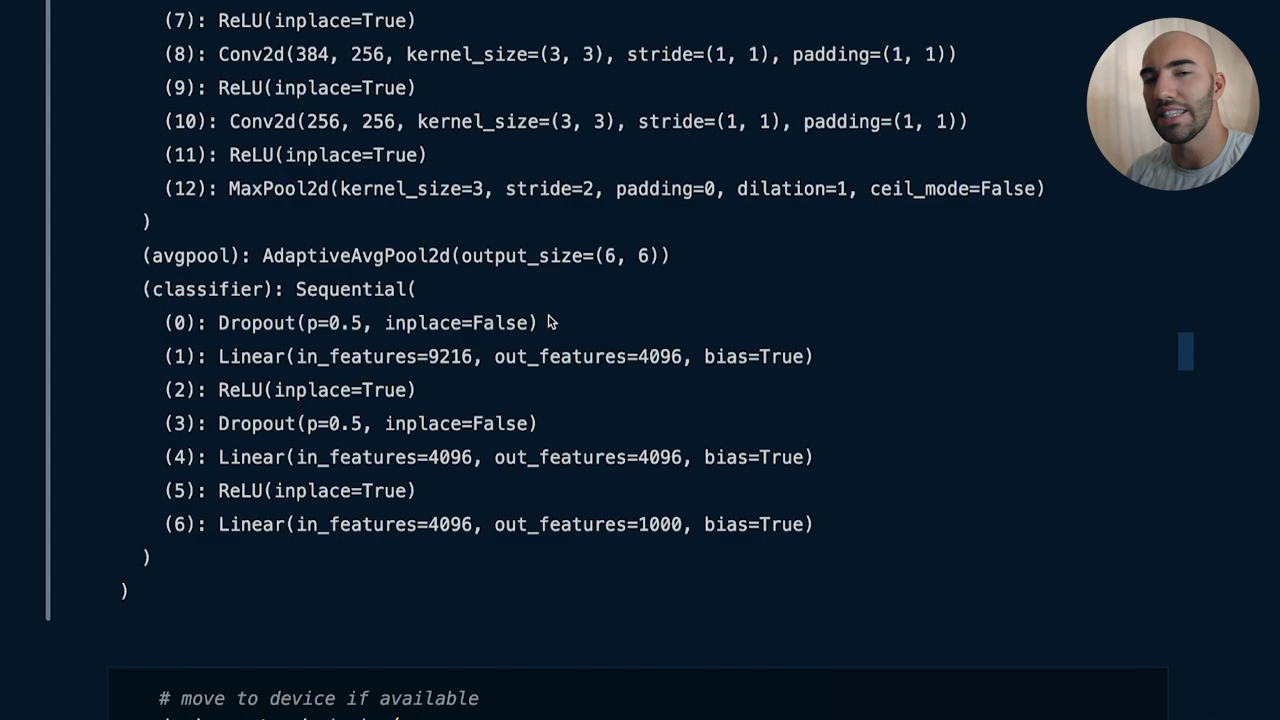 (7): ReLU(inplace=True)
(8): Conv2d(384, 256, kernel_size=(3, 3), stride=(1, 1), padding=(1, 1))
(9): ReLU(inplace=True)
(10): Conv2d(256, 256, kernel_size=(3, 3), stride=(1, 1), padding=(1, 1))
(11): ReLU(inplace=True)
(12): MaxPool2d(kernel_size=3, stride=2, padding=0, dilation=1, ceil_mode=False)
)
(avgpool): AdaptiveAvgPool2d(output_size=(6, 6))
(classifier): Sequential(
(0): Dropout(p=0.5, inplace=False)
(1): Linear(in_features=9216, out_features=4096, bias=True)
(2): ReLU(inplace=True)
(3): Dropout(p=0.5, inplace=False)
(4): Linear(in_features=4096, out_features=4096, bias=True)
(5): ReLU(inplace=True)
(6): Linear(in_features=4096, out_features=1000, bias=True)
)
)
# move to device if available